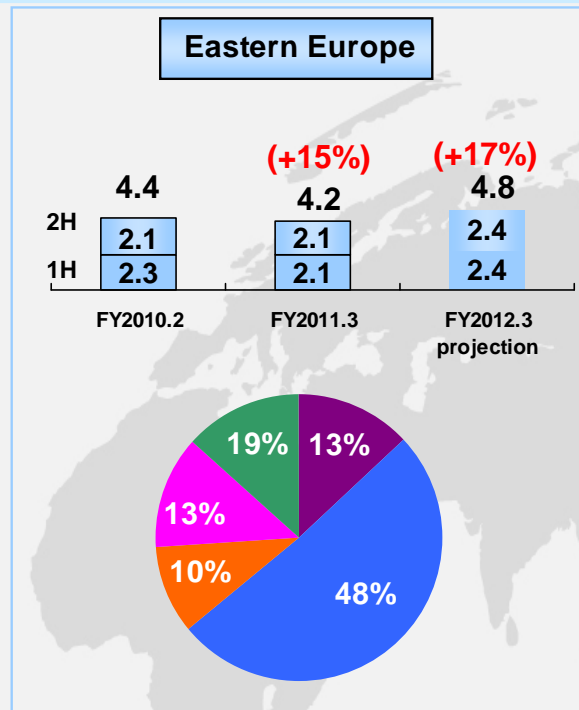 Eastern Europe
(+15%) (+17%)
4.4 4.2 4.8
2H 2.1 2.1 2.4
1H 2.3 2.1 2.4
FY2010.2 FY2011.3 FY2012.3
projection
19% 13%
13%
10%
48%